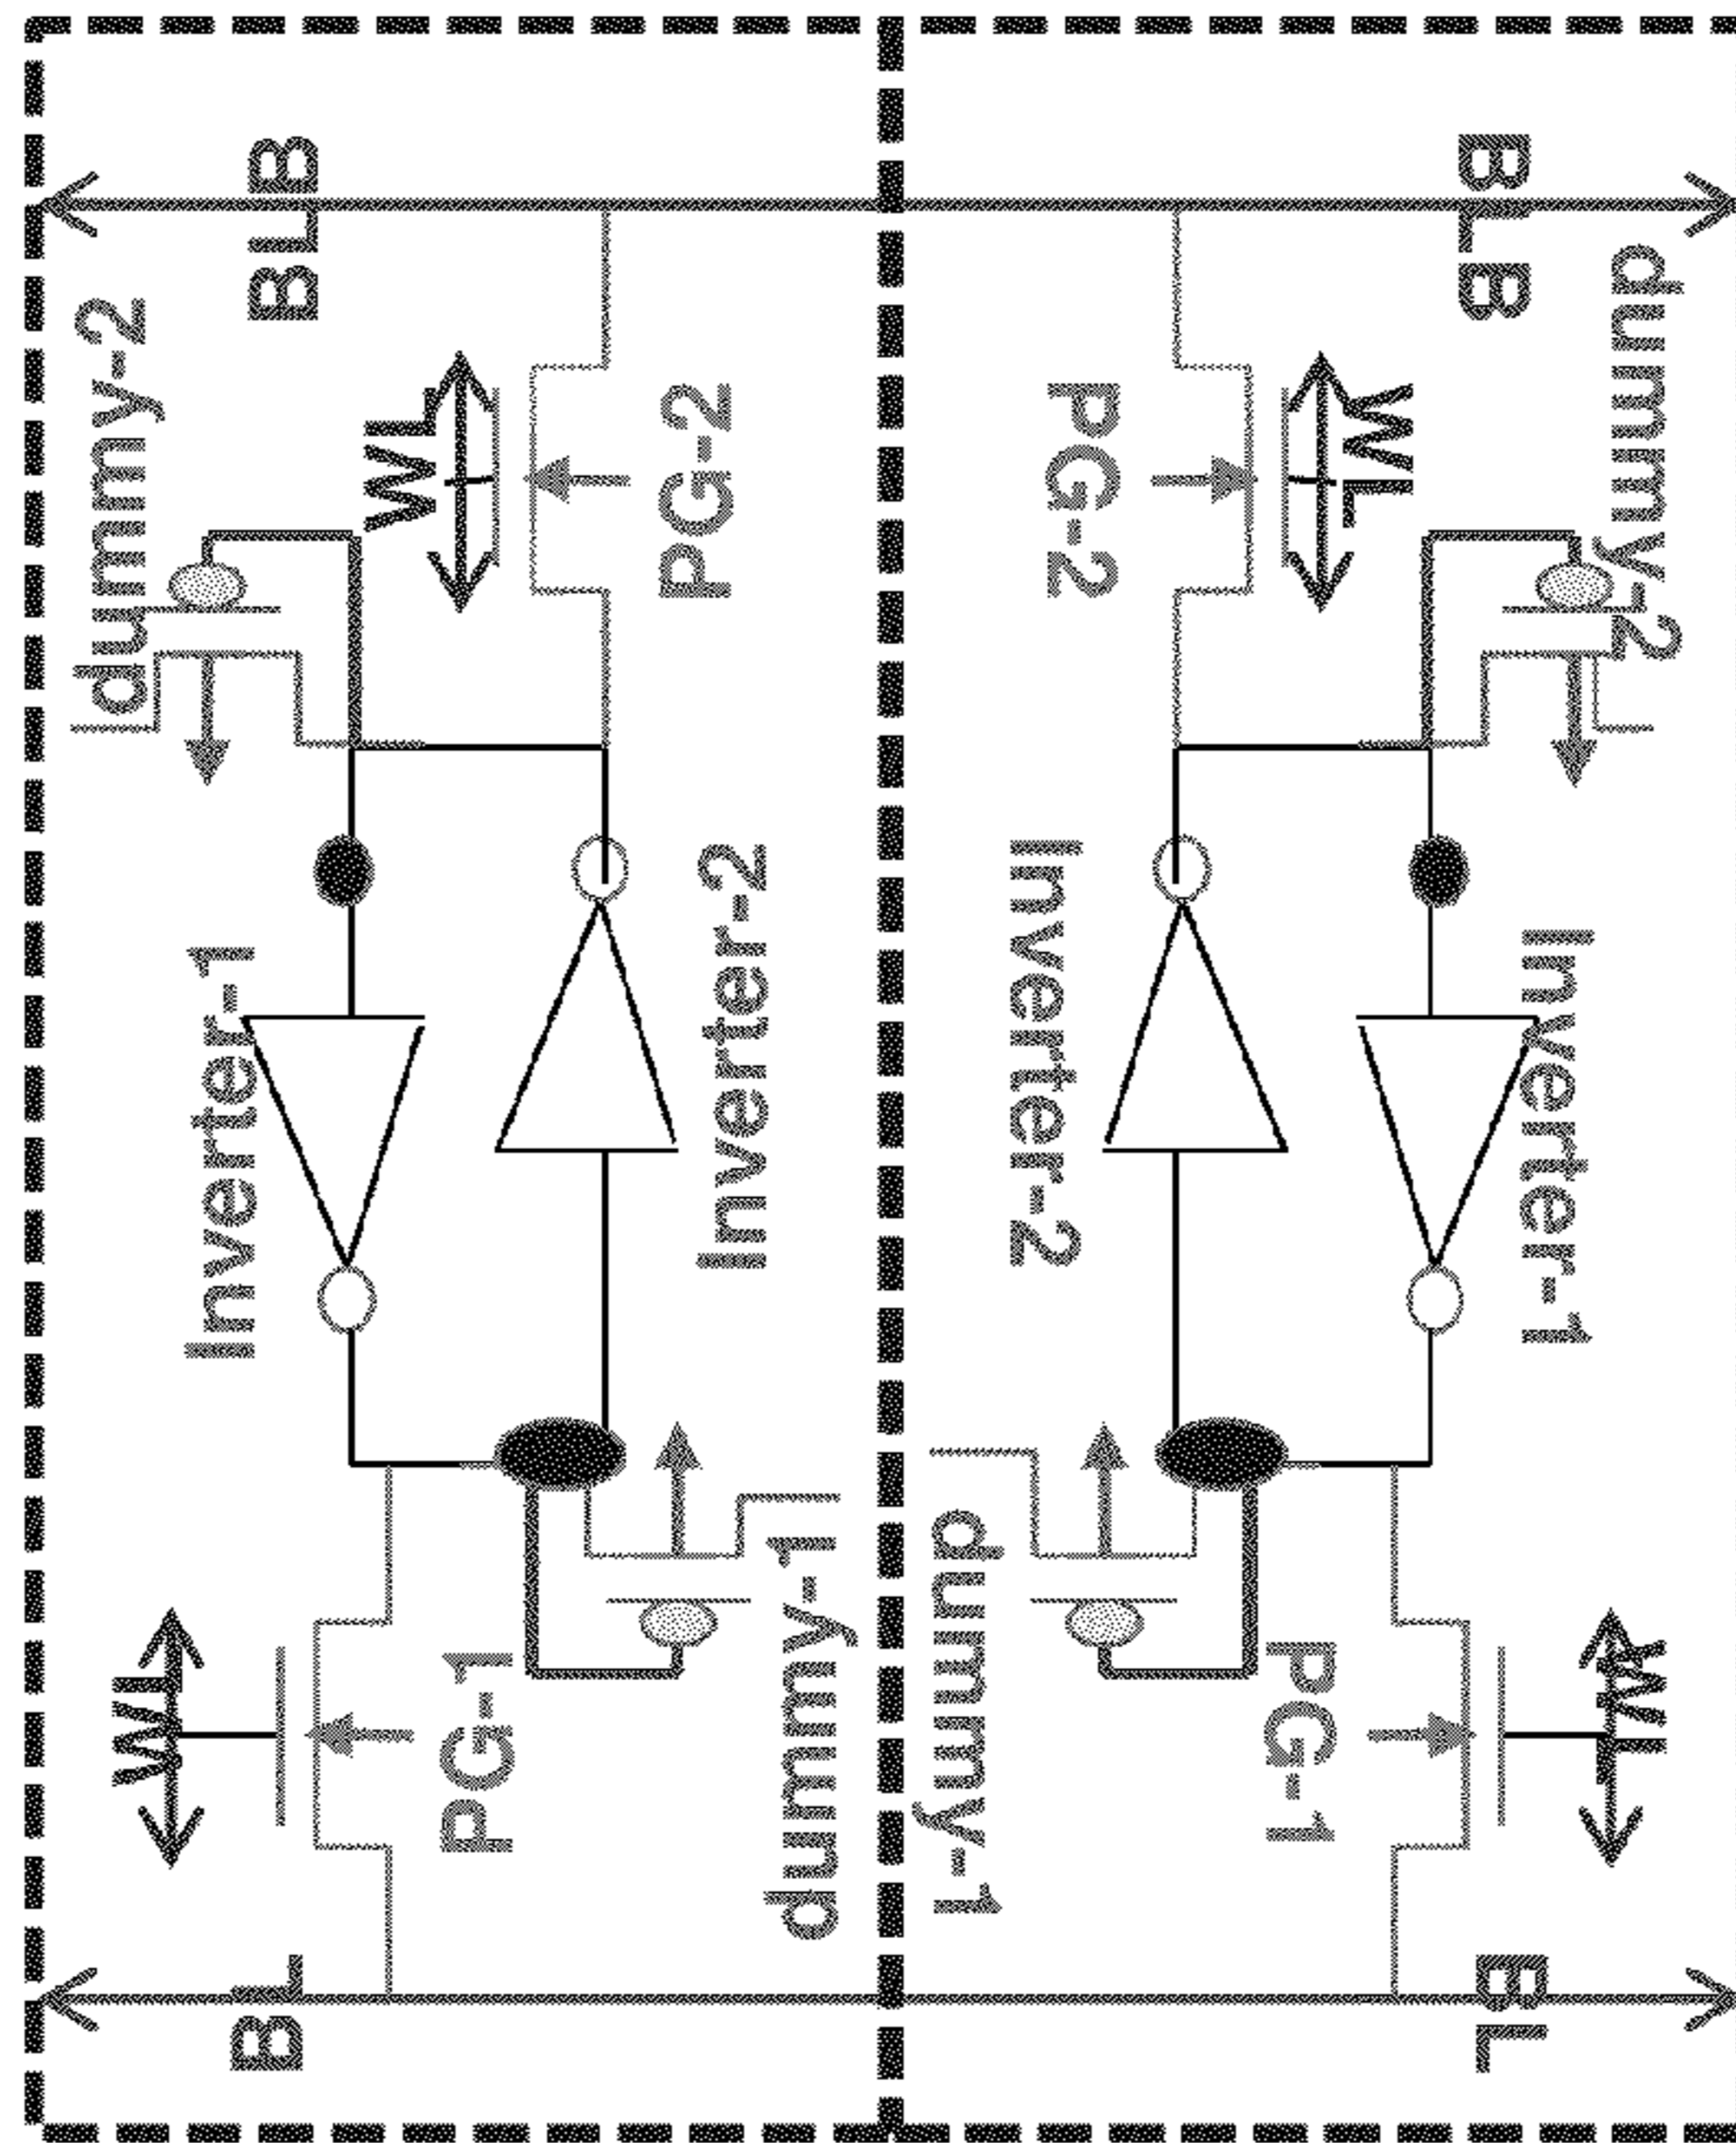 BLB
BLB
dummy-2
dummy-2
WL
PG-2
PG-2
WL
Inverter-1
Inverter-2
Inverter-2
Inverter-1
WL
PG-1
dummy-1
dummy-1
PG-1
WL
BL
BL